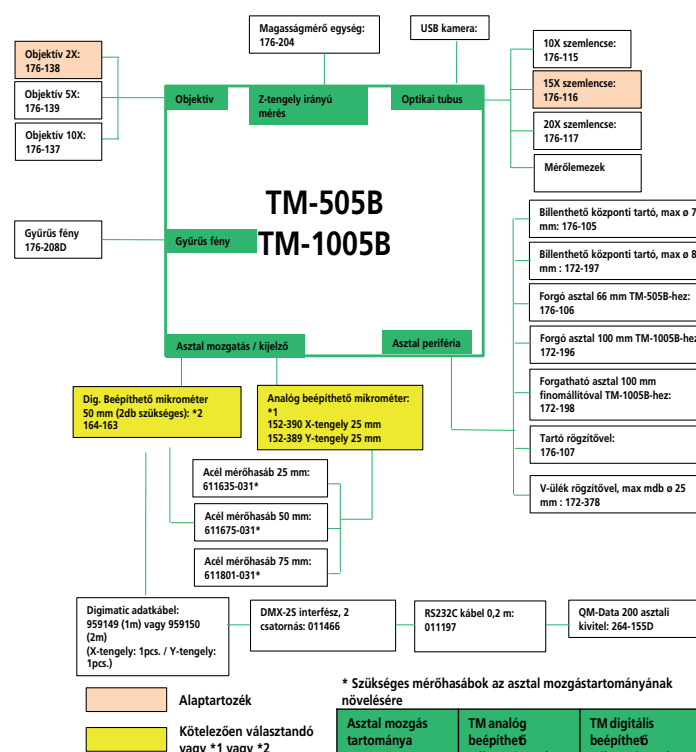 Magasságmérő egység:
176-204
USB kamera:
Objektív 2X:
176-138
Objektív 5X:
176-139
Objektív 10X:
176-137
10X szemlencse:
176-115
15X szemlencse:
176-116
20X szemlencse:
176-117
Mérőlemezek
Objektív
Z-tengely irányú
mérés
Optikai tubus
TM-505B
TM-1005B
Gyűrűs fény
176-208D
Gyűrűs fény
Asztal mozgatás / kijelző
Asztal periféria
Billenthető központi tartó, max ø 7
mm: 176-105
Billenthető központi tartó, max ø 8
mm : 172-197
Forgó asztal 66 mm TM-505B-hez:
176-106
Forgó asztal 100 mm TM-1005B-hez
172-196
Forgatható asztal 100 mm
finomállítóval TM-1005B-hez:
172-198
Tartó rögzítővel:
176-107
V-ülék rögzítővel, max mdb ø 25
mm : 172-378
Dig. Beépíthető mikrométer
50 mm (2db szükséges): *2
164-163
Analóg beépíthető mikrométer:
*1
152-390 X-tengely 25 mm
152-389 Y-tengely 25 mm
Acél mérőhasáb 25 mm:
611635-031*
Acél mérőhasáb 50 mm:
611675-031*
Acél mérőhasáb 75 mm:
611801-031*
Digimatic adatkábel:
959149 (1m) vagy 959150
(2m)
(X-tengely: 1pcs. / Y-tengely:
1pcs.)
DMX-2S interfész, 2
csatornás: 011466
RS232C kábel 0,2 m:
011197
QM-Data 200 asztali
kivitel: 264-155D
Alaptartozék
Kötelezően választandó
vagy *1 vagy *2
* Szükséges mérőhasábok az asztal mozgástartományának
növelésére
Asztal mozgás
tartománya
TM analóg
beépíthető
TM digitális
beépíthető